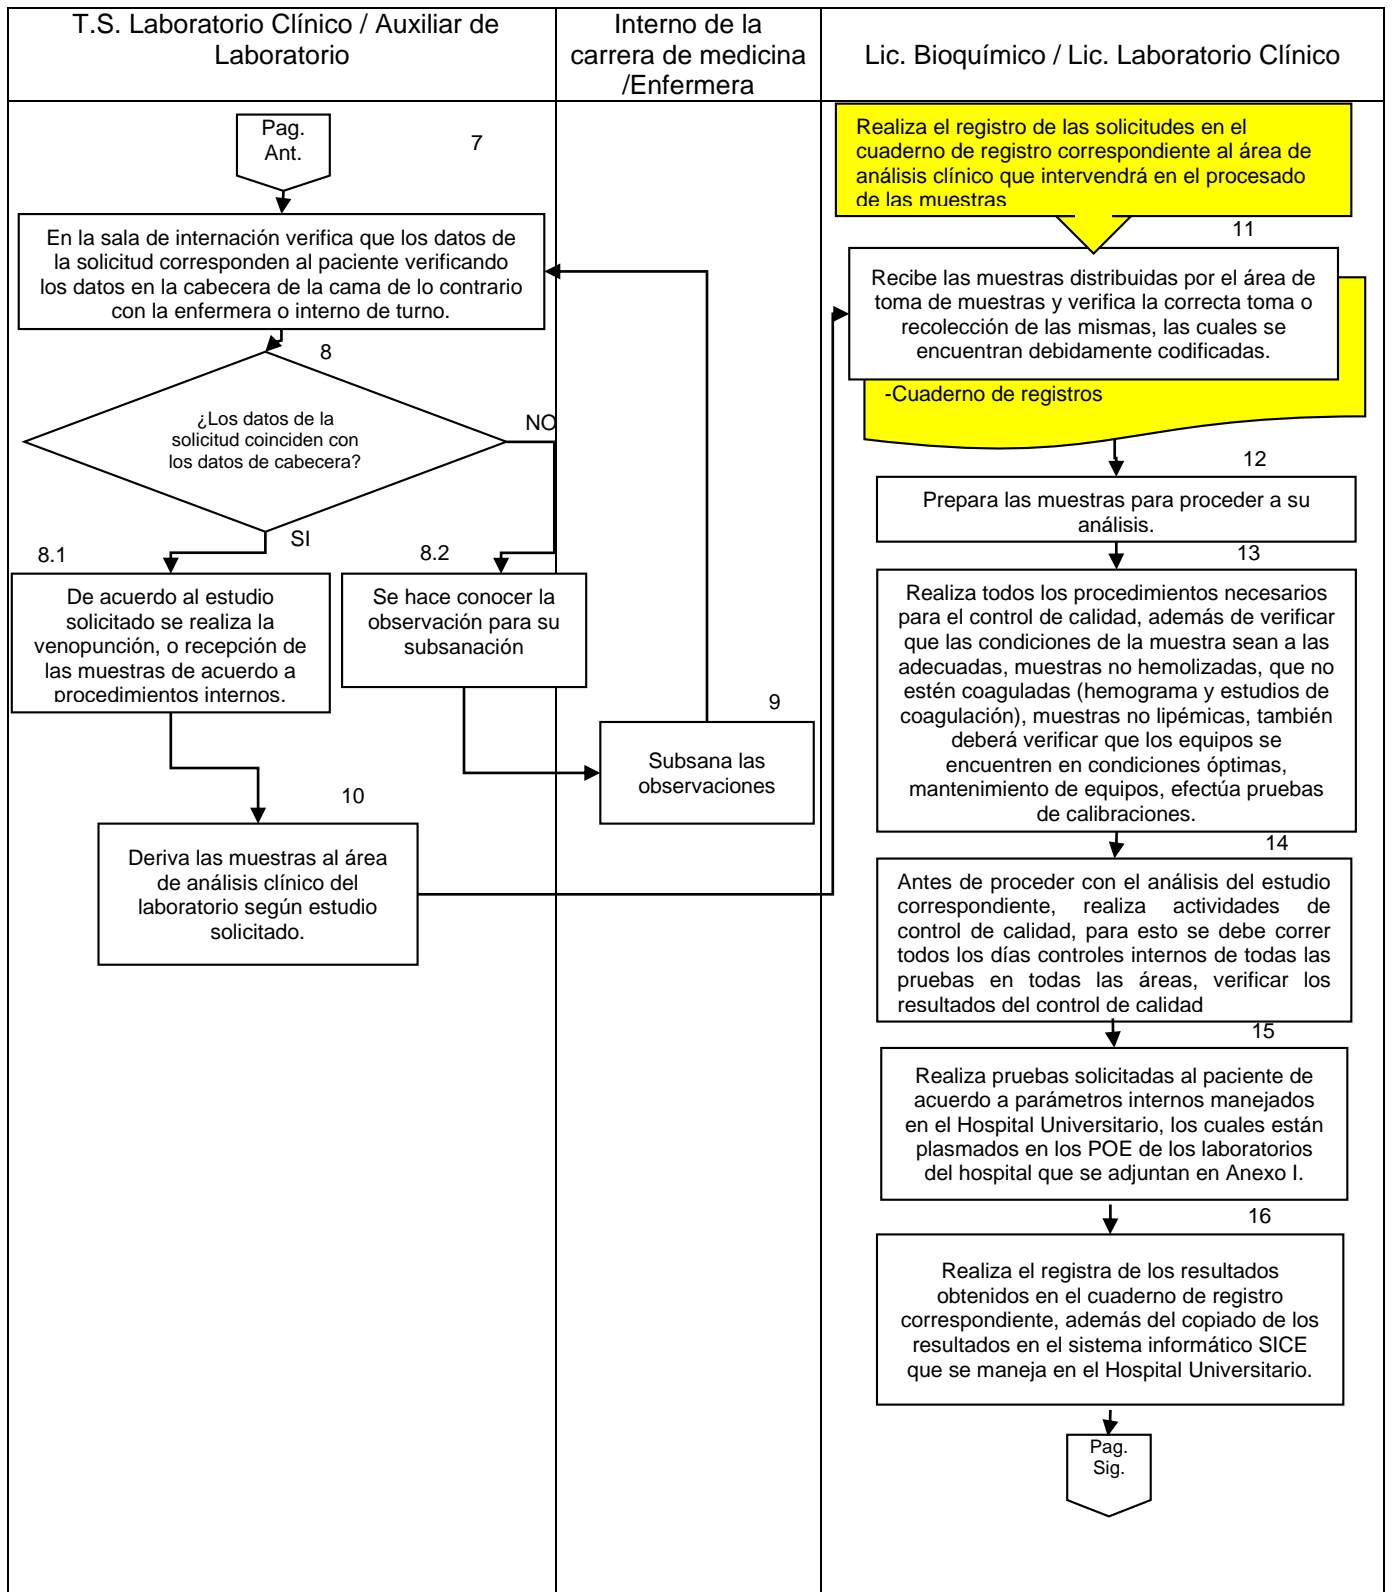 T.S. Laboratorio Clínico / Auxiliar de
Laboratorio
Interno de la
carrera de medicina
/Enfermera
Lic. Bioquímico / Lic. Laboratorio Clínico
Pag.
Ant.
7
En la sala de internación verifica que los datos de
la solicitud corresponden al paciente verificando
los datos en la cabecera de la cama de lo contrario
con la enfermera o interno de turno.
8
¿Los datos de la
solicitud coinciden con
los datos de cabecera?
NO
SI
8.1
De acuerdo al estudio
solicitado se realiza la
venopunción, o recepción de
las muestras de acuerdo a
procedimientos internos.
8.2
Se hace conocer la
observación para su
subsanación
9
Subsana las
observaciones
10
Deriva las muestras al área
de análisis clínico del
laboratorio según estudio
solicitado.
Realiza el registro de las solicitudes en el
cuaderno de registro correspondiente al área de
análisis clínico que intervendrá en el procesado
de las muestras
11
Recibe las muestras distribuidas por el área de
toma de muestras y verifica la correcta toma o
recolección de las mismas, las cuales se
encuentran debidamente codificadas.
-Cuaderno de registros
12
Prepara las muestras para proceder a su
análisis.
13
Realiza todos los procedimientos necesarios
para el control de calidad, además de verificar
que las condiciones de la muestra sean a las
adecuadas, muestras no hemolizadas, que no
estén coaguladas (hemograma y estudios de
coagulación), muestras no lipémicas, también
deberá verificar que los equipos se
encuentren en condiciones óptimas,
mantenimiento de equipos, efectúa pruebas
de calibraciones.
14
Antes de proceder con el análisis del estudio
correspondiente, realiza actividades de
control de calidad, para esto se debe correr
todos los días controles internos de todas las
pruebas en todas las áreas, verificar los
resultados del control de calidad
15
Realiza pruebas solicitadas al paciente de
acuerdo a parámetros internos manejados
en el Hospital Universitario, los cuales están
plasmados en los POE de los laboratorios
del hospital que se adjuntan en Anexo I.
16
Realiza el registra de los resultados
obtenidos en el cuaderno de registro
correspondiente, además del copiado de los
resultados en el sistema informático SICE
que se maneja en el Hospital Universitario.
Pag.
Sig.